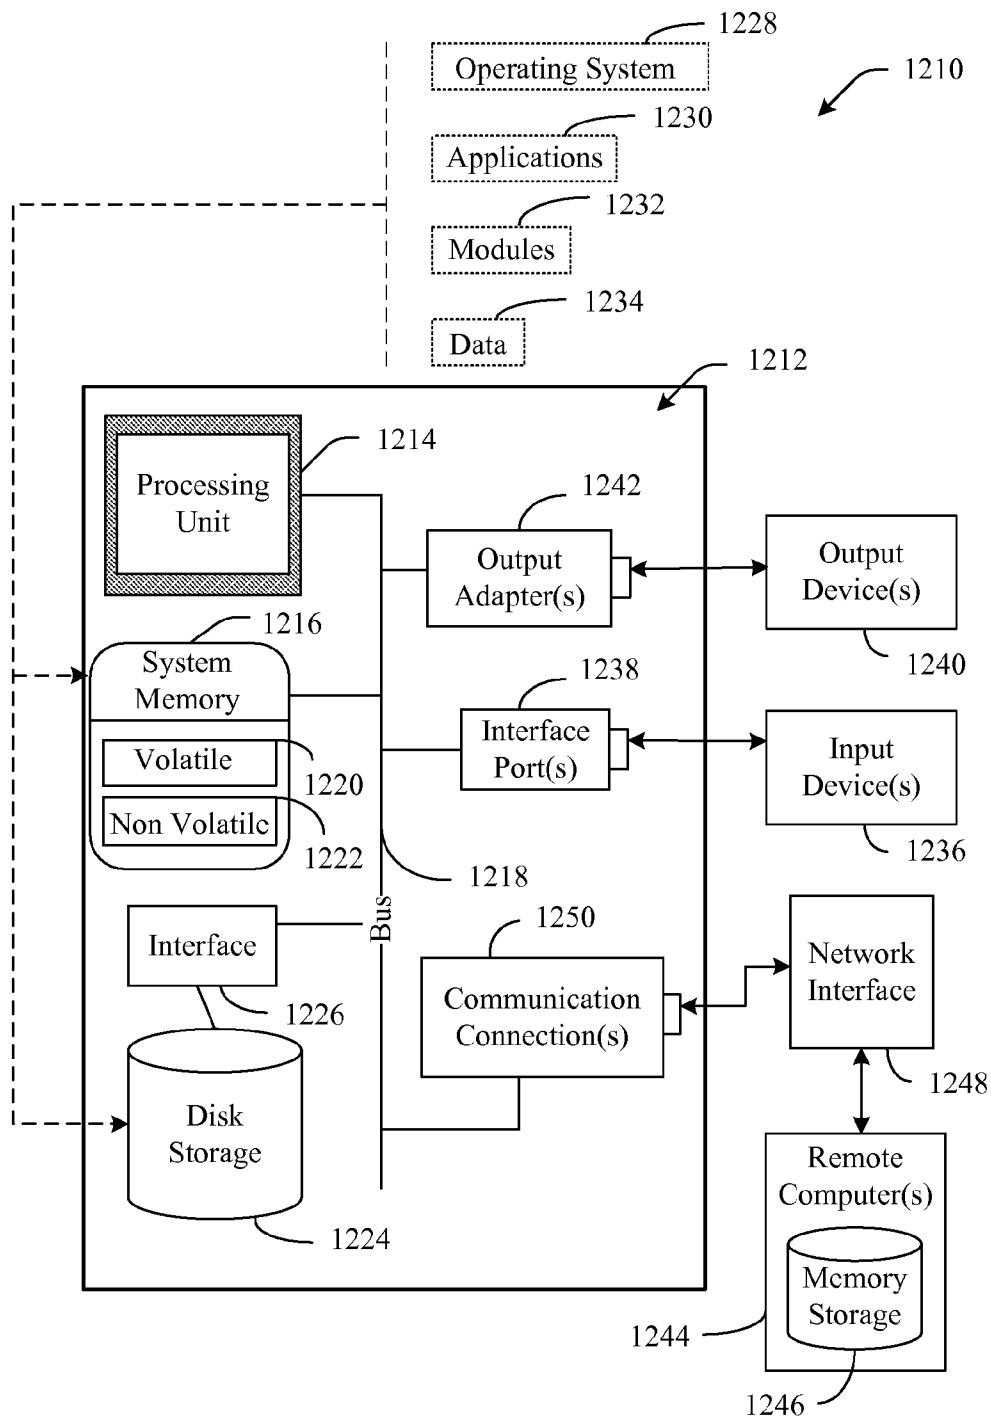 1228
Operating System
1210
1230
Applications
1232
Modules
1234
Data
1212
1214
Processing
Unit
1242
Output
Adapter(s)
Output
Device(s)
1240
1216
System
Memory
1238
Interface
Port(s)
Input
Device(s)
1236
Volatile
1220
Non Volatile
1222
1218
Bus
1250
Interface
1226
Communication
Connection(s)
Network
Interface
1248
Disk
Storage
1224
Remote
Computer(s)
Memory
Storage
1244
1246